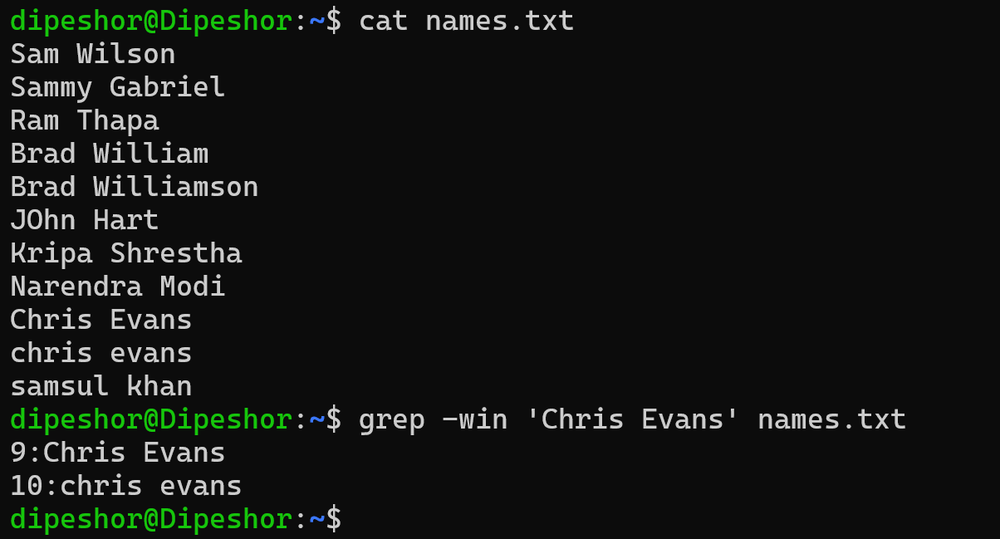 dipeshor@Dipeshor:~$ cat names.txt
Sam Wilson
Sammy Gabriel
Ram Thapa
Brad William
Brad Williamson
JOhn Hart
Kripa Shrestha
Narendra Modi
Chris Evans
chris evans
samsul khan
dipeshor@Dipeshor:~$ grep -win 'Chris Evans' names.txt
9:Chris Evans
10:chris evans
dipeshor@Dipeshor:~$